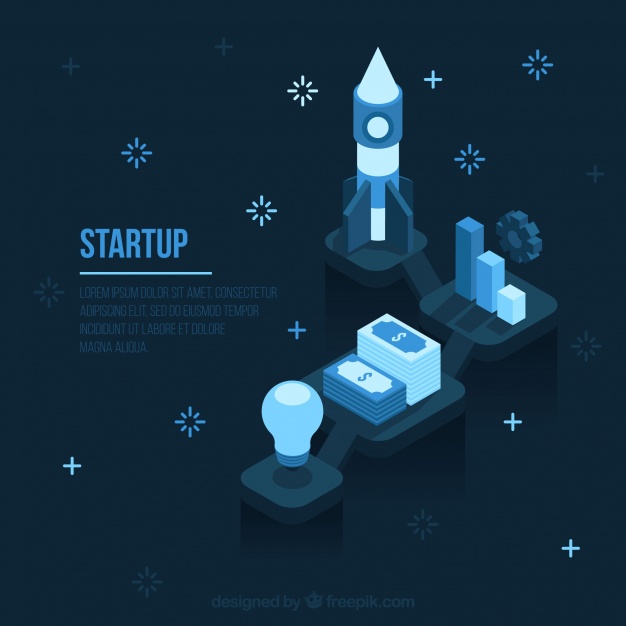 STARTUP
LOREM IPSUM DOLOR SIT AMET, CONSECTETUR
ADIPISCING ELIT, SED DO EIUSMOD TEMPOR
INCIDIDUNT UT LABORE ET DOLORE
MAGNA ALIQUA.
$
$
designed by freepik.com